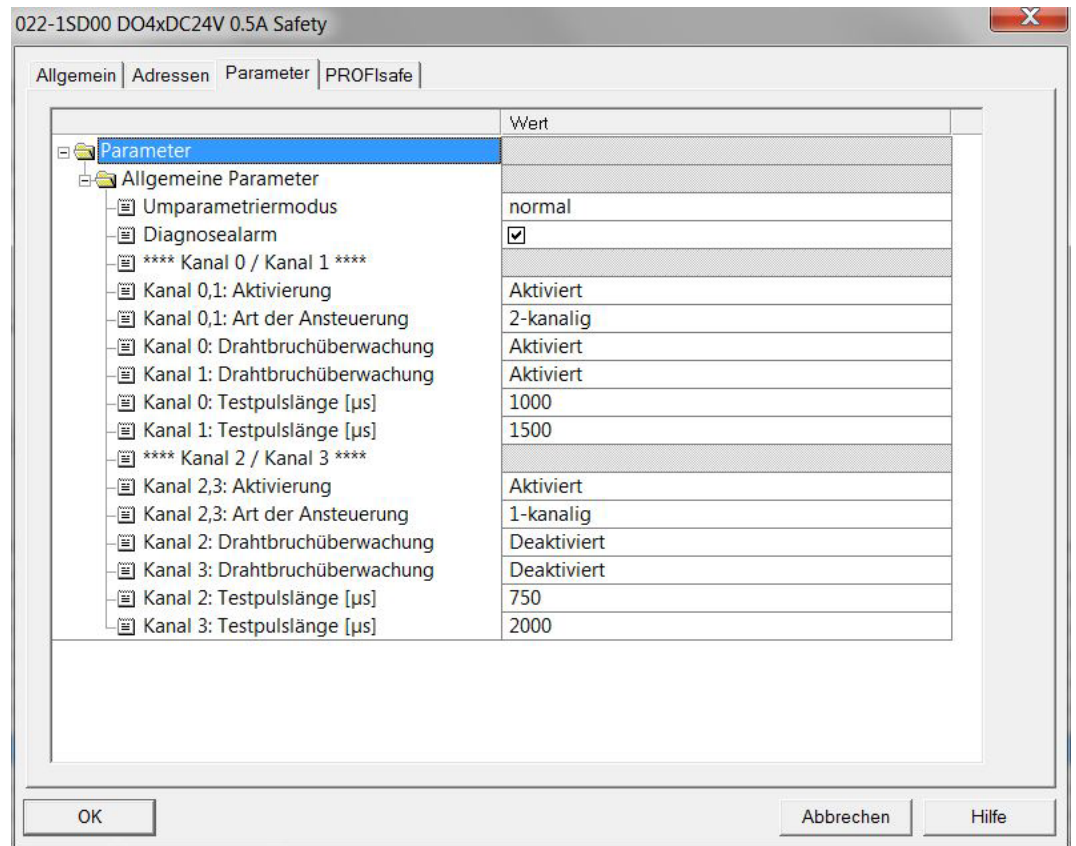 022-1SD00 DO4xDC24V 0.5A Safety
Allgemein Adressen Parameter PROFIsafe
Wert
Parameter
Allgemeine Parameter
Umparametriermodus normal
Diagnosealarm
**** Kanal 0 / Kanal 1 ****
Kanal 0,1: Aktivierung Aktiviert
Kanal 0,1: Art der Ansteuerung 2-kanalig
Kanal 0: Drahtbruchüberwachung Aktiviert
Kanal 1: Drahtbruchüberwachung Aktiviert
Kanal 0: Testpulslänge [µs] 1000
Kanal 1: Testpulslänge [µs] 1500
**** Kanal 2 / Kanal 3 ****
Kanal 2,3: Aktivierung Aktiviert
Kanal 2,3: Art der Ansteuerung 1-kanalig
Kanal 2: Drahtbruchüberwachung Deaktiviert
Kanal 3: Drahtbruchüberwachung Deaktiviert
Kanal 2: Testpulslänge [µs] 750
Kanal 3: Testpulslänge [µs] 2000
OK Abbrechen Hilfe